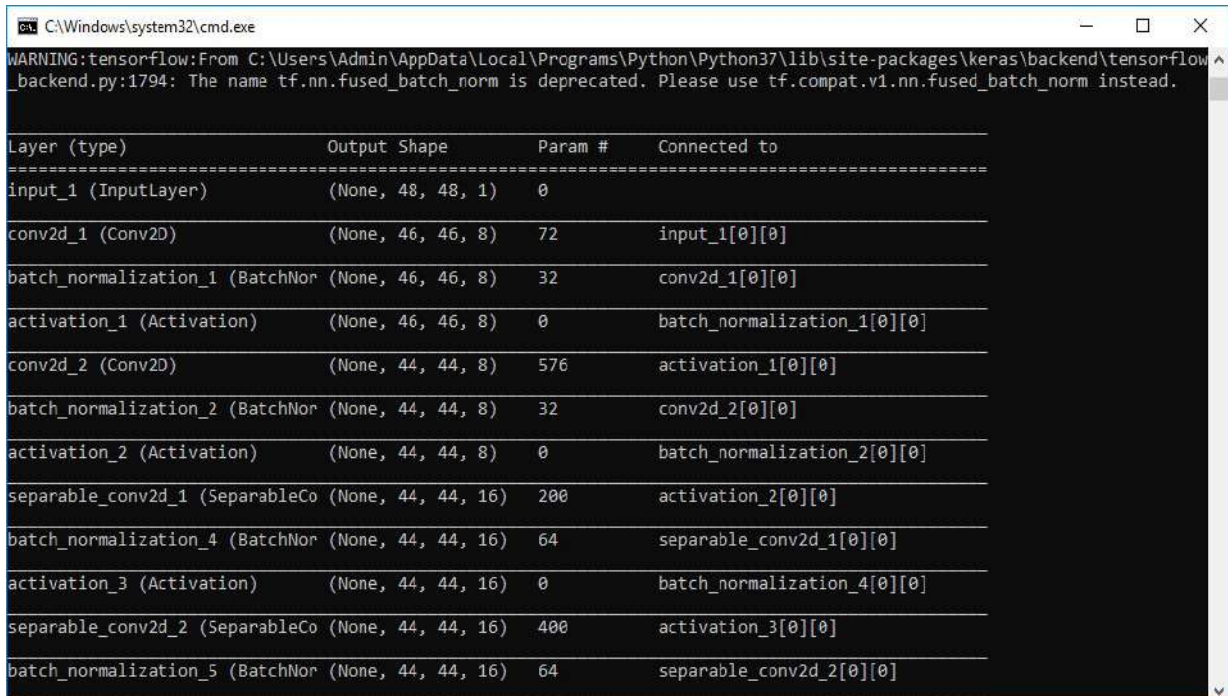 C:\Windows\system32\cmd.exe
WARNING:tensorflow:From C:\Users\Admin\AppData\Local\Programs\Python\Python37\lib\site-packages\keras\backend\tensorflow
_backend.py:1794: The name tf.nn.fused_batch_norm is deprecated. Please use tf.compat.v1.nn.fused_batch_norm instead.
Layer (type) Output Shape Param # Connected to
input_1 (InputLayer) (None, 48, 48, 1) 0
conv2d_1 (Conv2D) (None, 46, 46, 8) 72 input_1[0][0]
batch_normalization_1 (BatchNor (None, 46, 46, 8) 32 conv2d_1[0][0]
activation_1 (Activation) (None, 46, 46, 8) 0 batch_normalization_1[0][0]
conv2d_2 (Conv2D) (None, 44, 44, 8) 576 activation_1[0][0]
batch_normalization_2 (BatchNor (None, 44, 44, 8) 32 conv2d_2[0][0]
activation_2 (Activation) (None, 44, 44, 8) 0 batch_normalization_2[0][0]
separable_conv2d_1 (SeparableCo (None, 44, 44, 16) 200 activation_2[0][0]
batch_normalization_4 (BatchNor (None, 44, 44, 16) 64 separable_conv2d_1[0][0]
activation_3 (Activation) (None, 44, 44, 16) 0 batch_normalization_4[0][0]
separable_conv2d_2 (SeparableCo (None, 44, 44, 16) 400 activation_3[0][0]
batch_normalization_5 (BatchNor (None, 44, 44, 16) 64 separable_conv2d_2[0][0]